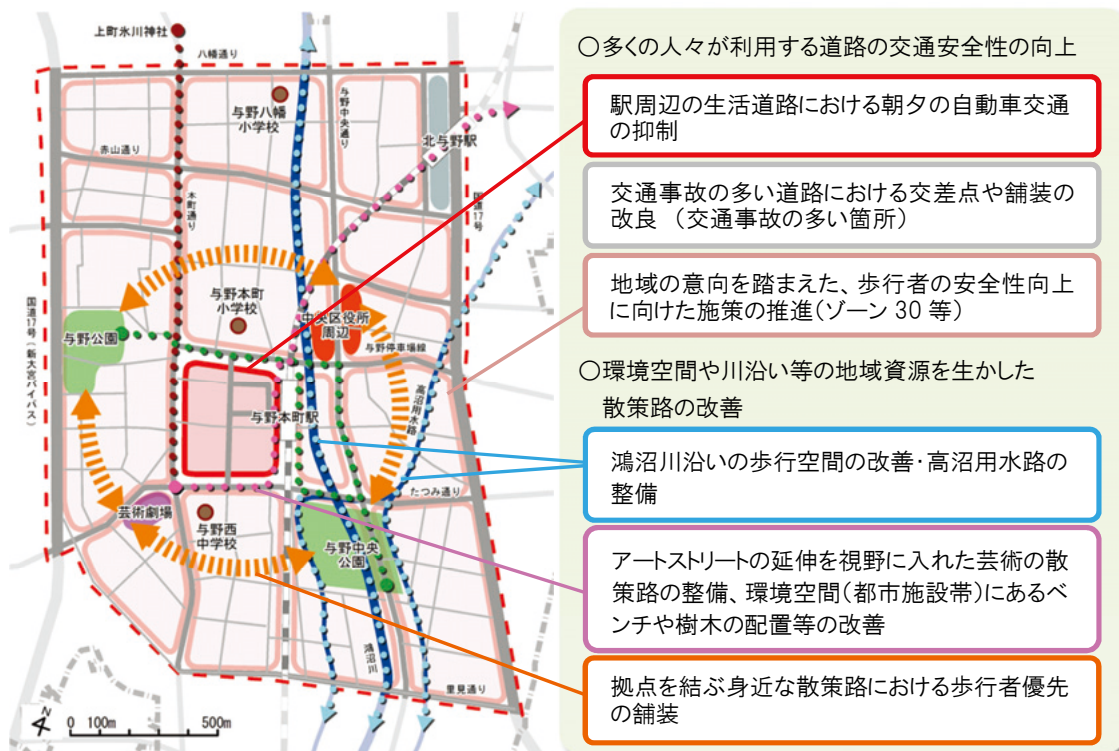 上町氷川神社
八幡通り
与野八幡
小学校
与野中央通り
北与野駅
赤山通り
本町通り
国道17号
国道17号（新大宮バイパス）
与野本町
小学校
中央区役所
周辺
与野公園
与野停車場線
高沼用水路
与野本町駅
たつみ通り
芸術劇場
与野西
中学校
与野中央
公園
鴻沼川
里見通り
N
0 100m 500m
○多くの人々が利用する道路の交通安全性の向上
駅周辺の生活道路における朝夕の自動車交通
の抑制
交通事故の多い道路における交差点や舗装の
改良 （交通事故の多い箇所）
地域の意向を踏まえた、歩行者の安全性向上
に向けた施策の推進（ゾーン 30 等）
○環境空間や川沿い等の地域資源を生かした
散策路の改善
鴻沼川沿いの歩行空間の改善・高沼用水路の
整備
アートストリートの延伸を視野に入れた芸術の散
策路の整備、環境空間（都市施設帯）にあるベ
ンチや樹木の配置等の改善
拠点を結ぶ身近な散策路における歩行者優先
の舗装